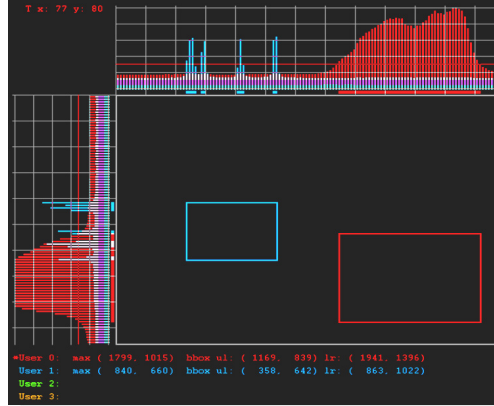 T x: 77 y: 80
*User 0: max ( 1799, 1015) bbox ul: ( 1169, 839) lr: ( 1941, 1396)
User 1: max ( 840, 660) bbox ul: ( 358, 642) lr: ( 863, 1022)
User 2:
User 3: